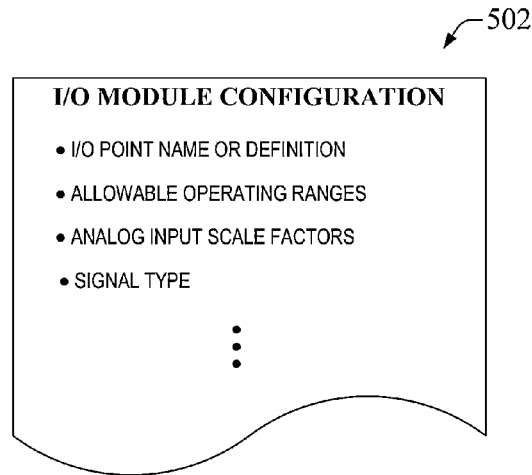 502
I/O MODULE CONFIGURATION
• I/O POINT NAME OR DEFINITION
• ALLOWABLE OPERATING RANGES
• ANALOG INPUT SCALE FACTORS
• SIGNAL TYPE